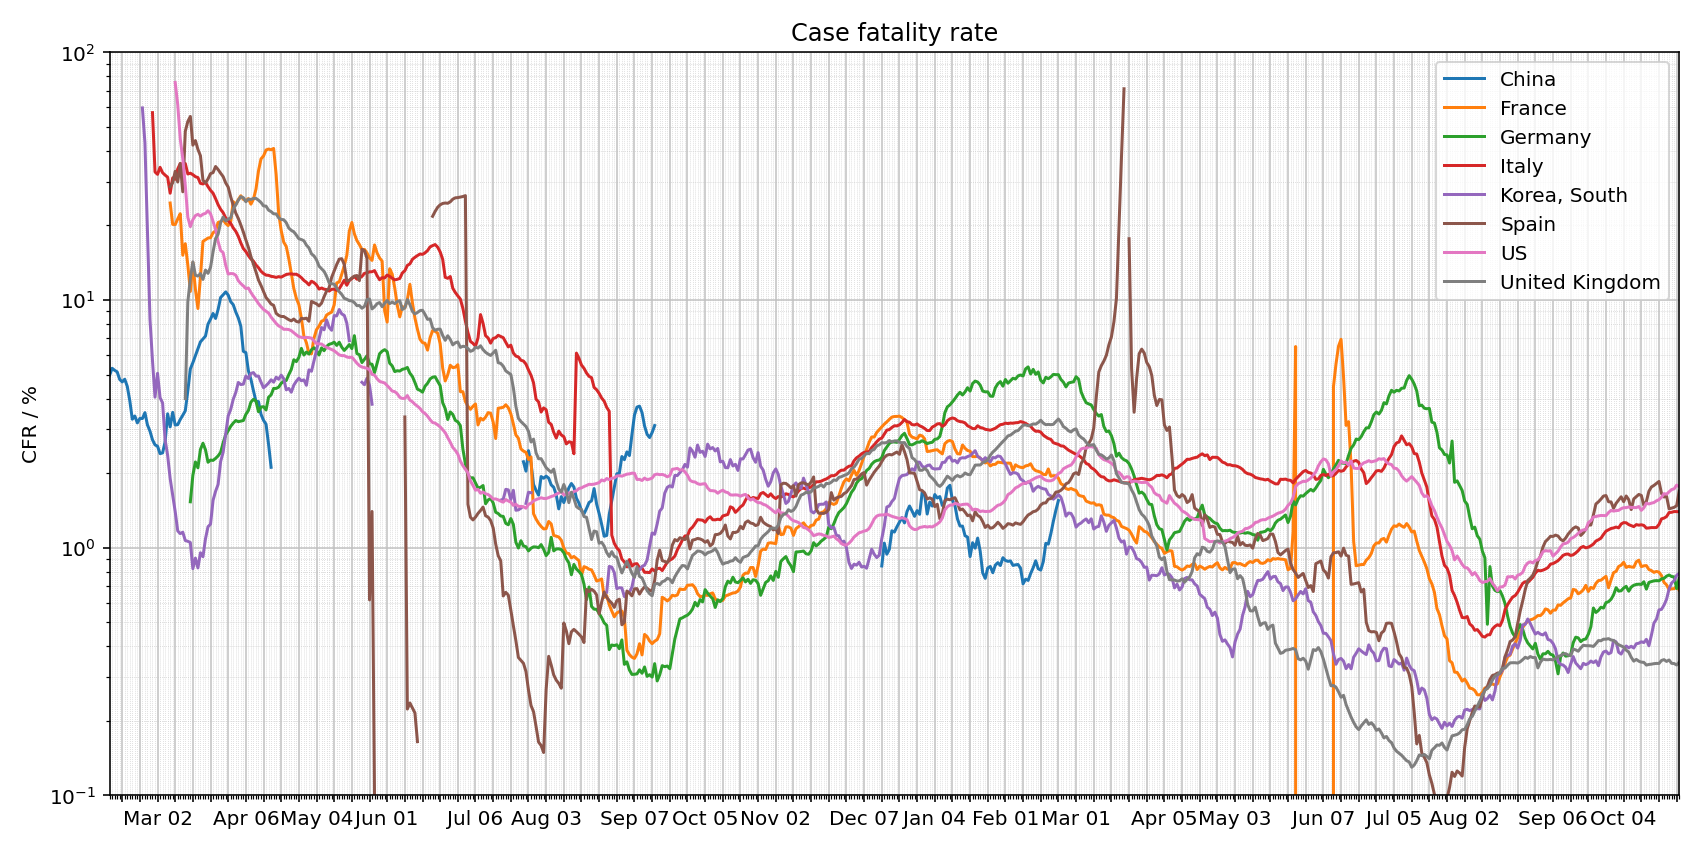 Case fatality rate
CFR / %
10²
10¹
10⁰
10⁻¹
China
France
Germany
Italy
Korea, South
Spain
US
United Kingdom
Mar 02 Apr 06 May 04 Jun 01 Jul 06 Aug 03 Sep 07 Oct 05 Nov 02 Dec 07 Jan 04 Feb 01 Mar 01 Apr 05 May 03 Jun 07 Jul 05 Aug 02 Sep 06 Oct 04